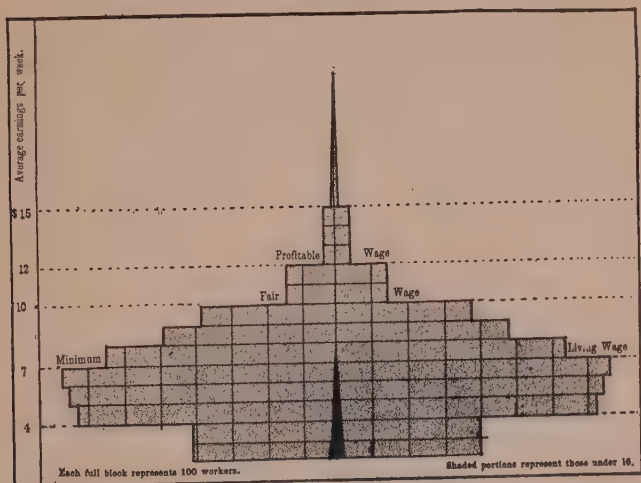 Average earnings per week.
$15
Profitable Wage
12
Fair Wage
10
Minimum Living Wage
7
4
Each full block represents 100 workers.
Shaded portions represent those under 16.